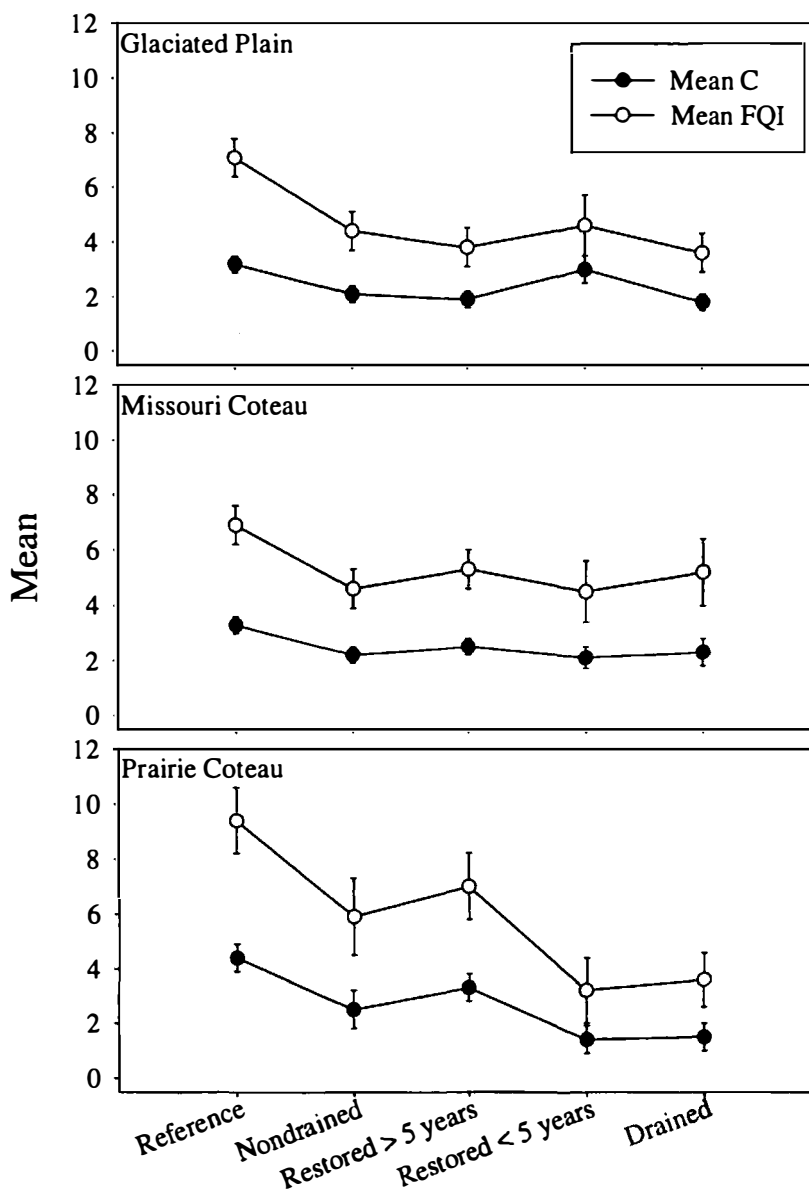 12
Glaciated Plain
10
8
6
4
2
0
Mean C
Mean FQI
12
Missouri Coteau
10
8
6
4
2
0
Mean
12
Prairie Coteau
10
8
6
4
2
0
Reference
Nondrained
Restored > 5 years
Restored < 5 years
Drained